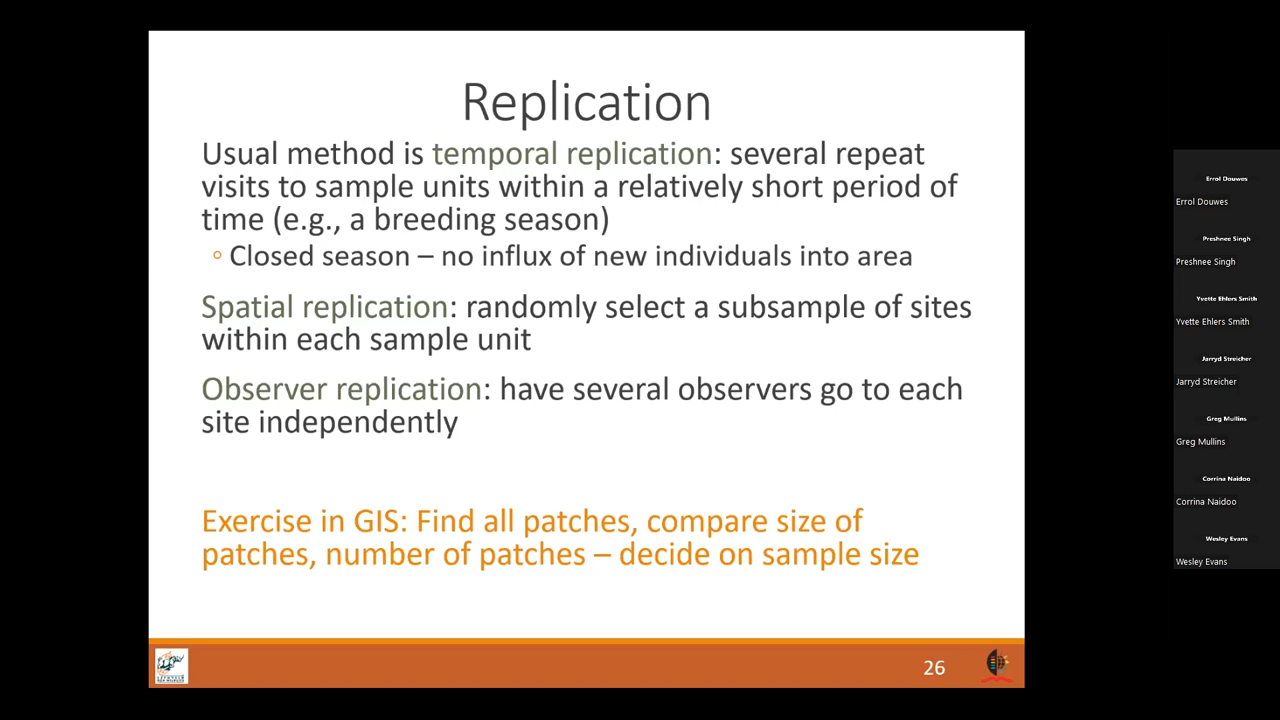 Replication
Usual method is temporal replication: several repeat
visits to sample units within a relatively short period of
time (e.g., a breeding season)
◦ Closed season – no influx of new individuals into area
Spatial replication: randomly select a subsample of sites
within each sample unit
Observer replication: have several observers go to each
site independently
Exercise in GIS: Find all patches, compare size of
patches, number of patches – decide on sample size
26
Errol Douwes
Errol Douwes
Preshnee Singh
Preshnee Singh
Yvette Ehlers Smith
Yvette Ehlers Smith
Jarryd Streicher
Jarryd Streicher
Greg Mullins
Greg Mullins
Corrina Naidoo
Corrina Naidoo
Wesley Evans
Wesley Evans